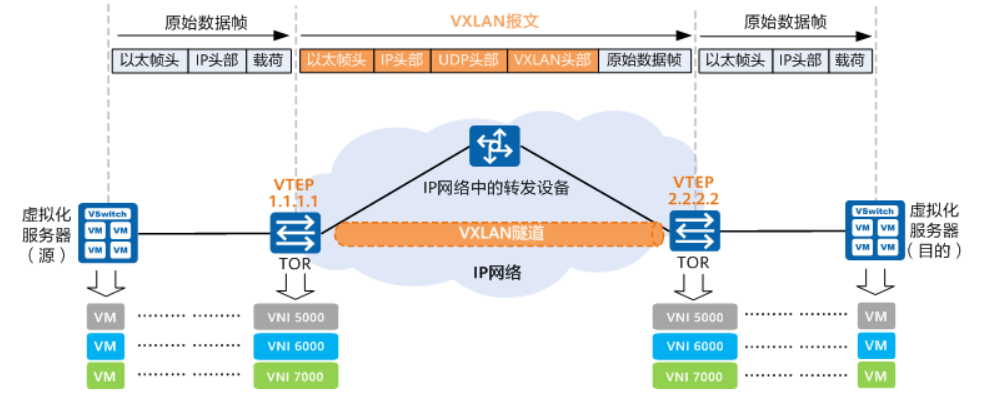 原始数据帧
VXLAN报文
原始数据帧
以太帧头 IP头部 载荷
以太帧头 IP头部 UDP头部 VXLAN头部 原始数据帧
以太帧头 IP头部 载荷
IP网络中的转发设备
VTEP
1.1.1.1
VTEP
2.2.2.2
虚拟化
服务器
（源）
VSwitch
VM VM
VM VM
TOR
VXLAN隧道
IP网络
TOR
VSwitch
VM VM
VM VM
虚拟化
服务器
（目的）
VM ········· ········· VNI 5000
VM ········· ········· VNI 6000
VM ········· ········· VNI 7000
VNI 5000 ········· ········· VM
VNI 6000 ········· ········· VM
VNI 7000 ········· ········· VM